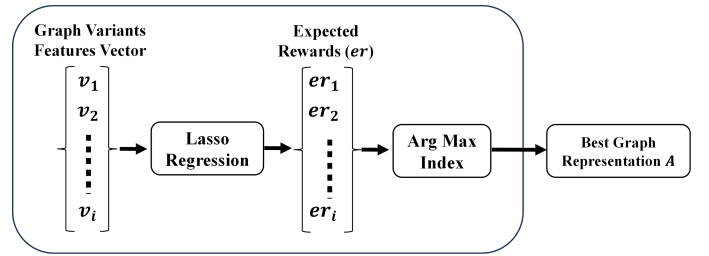 Graph Variants
Features Vector
v₁
v₂
vᵢ
Lasso
Regression
Expected
Rewards (er)
er₁
er₂
erᵢ
Arg Max
Index
Best Graph
Representation A